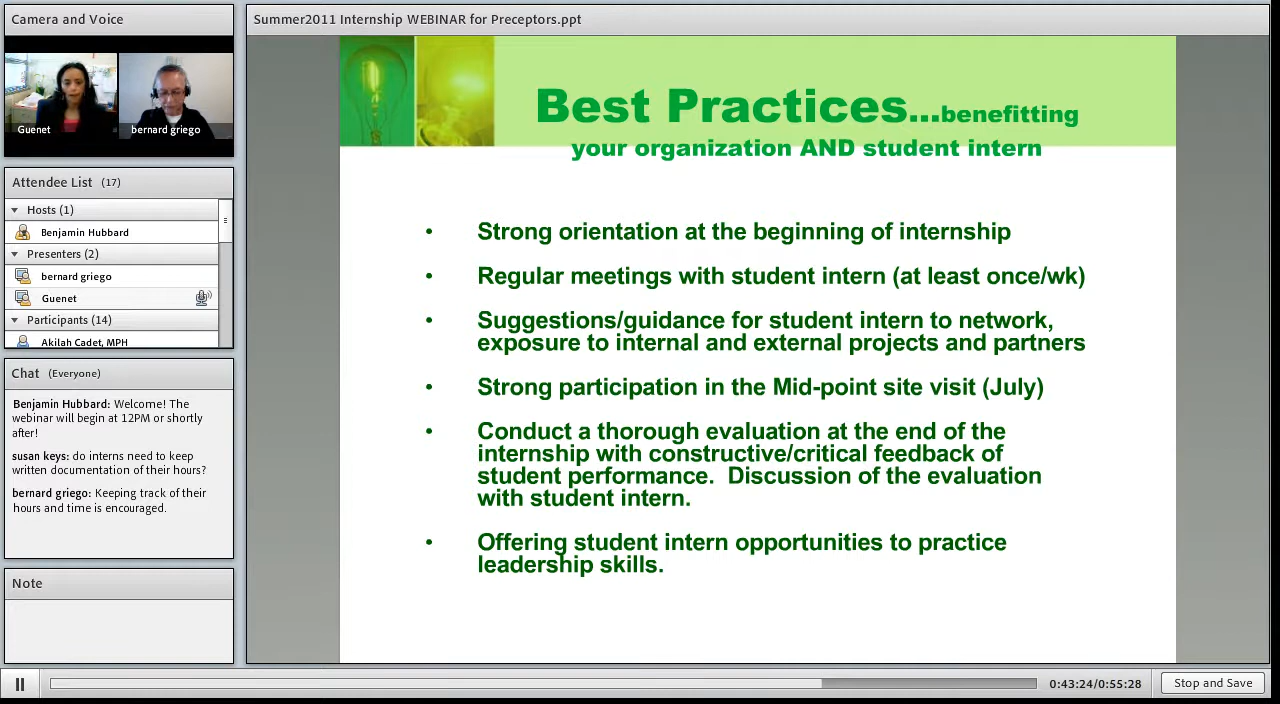 Camera and Voice
Guenet
bernard griego
Attendee List (17)
Hosts (1)
Benjamin Hubbard
Presenters (2)
bernard griego
Guenet
Participants (14)
Akilah Cadet, MPH
Chat (Everyone)
Benjamin Hubbard: Welcome! The
webinar will begin at 12PM or shortly
after!
susan keys: do interns need to keep
written documentation of their hours?
bernard griego: Keeping track of their
hours and time is encouraged.
Note
Summer2011 Internship WEBINAR for Preceptors.ppt
Best Practices...benefitting
your organization AND student intern
• Strong orientation at the beginning of internship
• Regular meetings with student intern (at least once/wk)
• Suggestions/guidance for student intern to network,
exposure to internal and external projects and partners
• Strong participation in the Mid-point site visit (July)
• Conduct a thorough evaluation at the end of the
internship with constructive/critical feedback of
student performance.  Discussion of the evaluation
with student intern.
• Offering student intern opportunities to practice
leadership skills.
0:43:24/0:55:28
Stop and Save